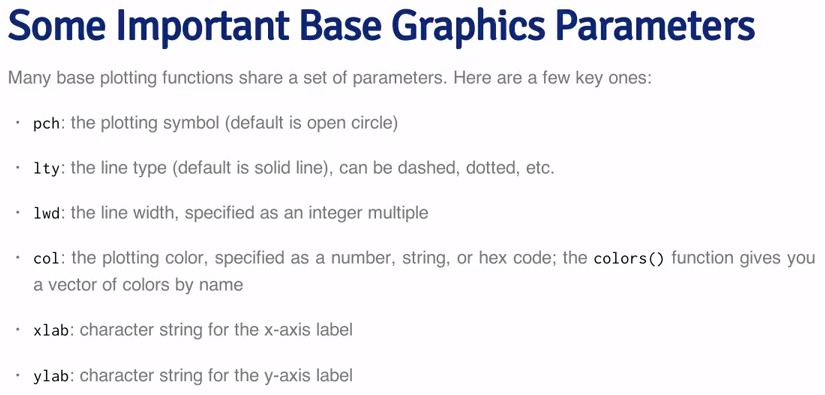 Some Important Base Graphics Parameters
Many base plotting functions share a set of parameters. Here are a few key ones:
· pch: the plotting symbol (default is open circle)
· lty: the line type (default is solid line), can be dashed, dotted, etc.
· lwd: the line width, specified as an integer multiple
· col: the plotting color, specified as a number, string, or hex code; the colors() function gives you
a vector of colors by name
· xlab: character string for the x-axis label
· ylab: character string for the y-axis label